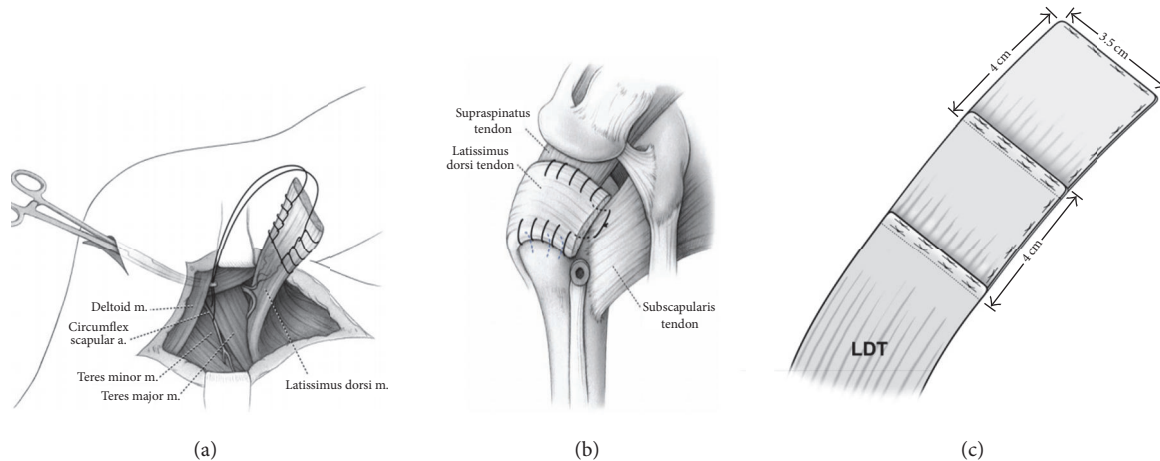 Deltoid m.
Circumflex
scapular a.
Teres minor m.
Teres major m.
Latissimus dorsi m.
(a)
Supraspinatus
tendon
Latissimus
dorsi tendon
Subscapularis
tendon
(b)
4 cm
3.5 cm
4 cm
LDT
(c)